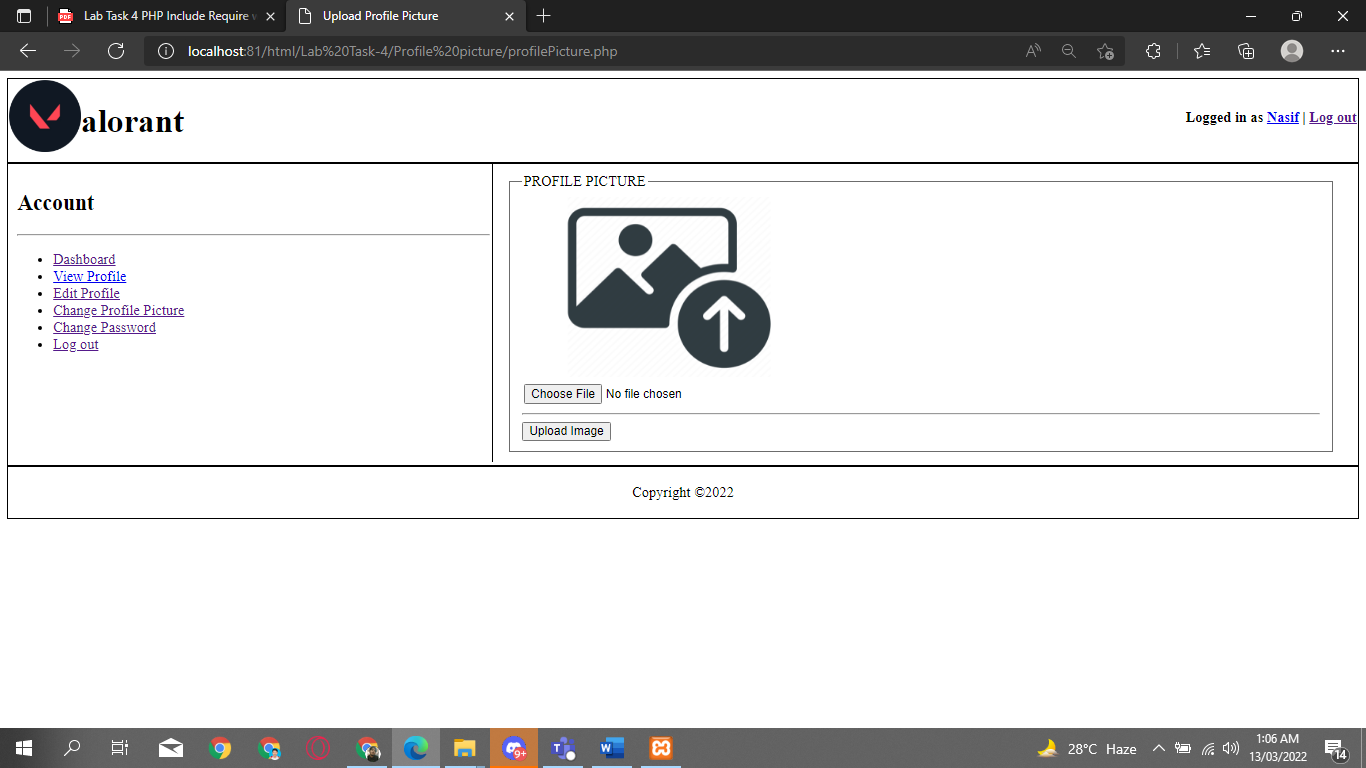 Lab Task 4 PHP Include Require w
Upload Profile Picture
localhost:81/html/Lab%20Task-4/Profile%20picture/profilePicture.php
alorant
Logged in as Nasif | Log out
Account
Dashboard
View Profile
Edit Profile
Change Profile Picture
Change Password
Log out
PROFILE PICTURE
Choose File No file chosen
Upload Image
Copyright ©2022
28°C Haze
1:06 AM
13/03/2022
14
9+
PDF